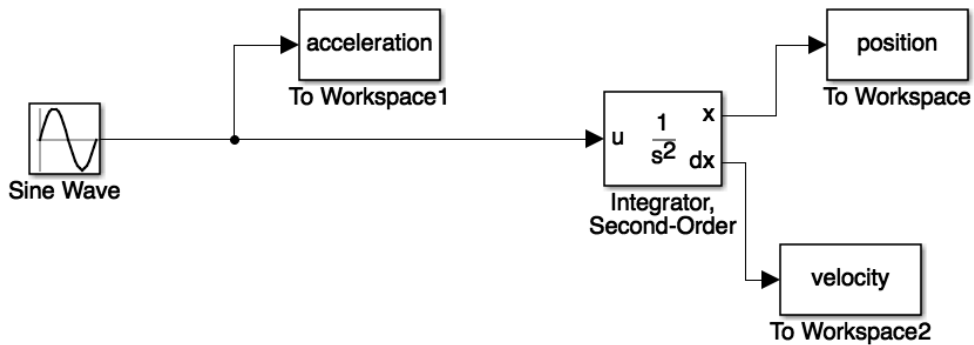 acceleration
To Workspace1
position
To Workspace
Sine Wave
u
1
s2
x
dx
Integrator,
Second-Order
velocity
To Workspace2